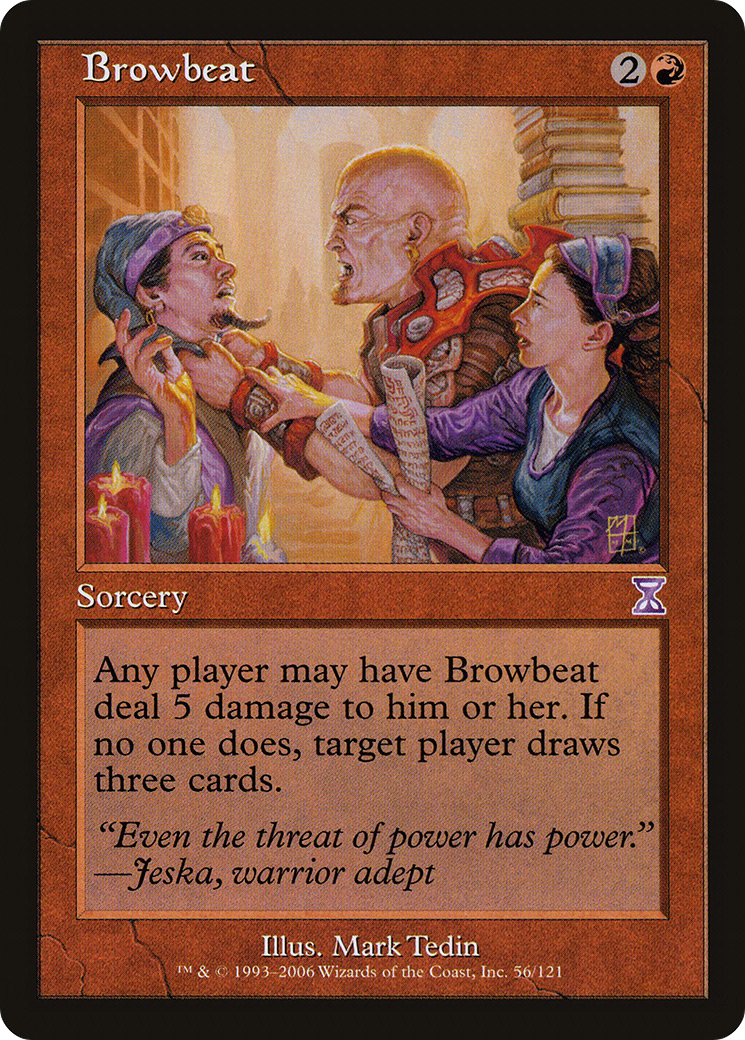 Browbeat 2
Sorcery
Any player may have Browbeat
deal 5 damage to him or her. If
no one does, target player draws
three cards.
“Even the threat of power has power.”
—Jeska, warrior adept
Illus. Mark Tedin
™ & © 1993–2006 Wizards of the Coast, Inc. 56/121